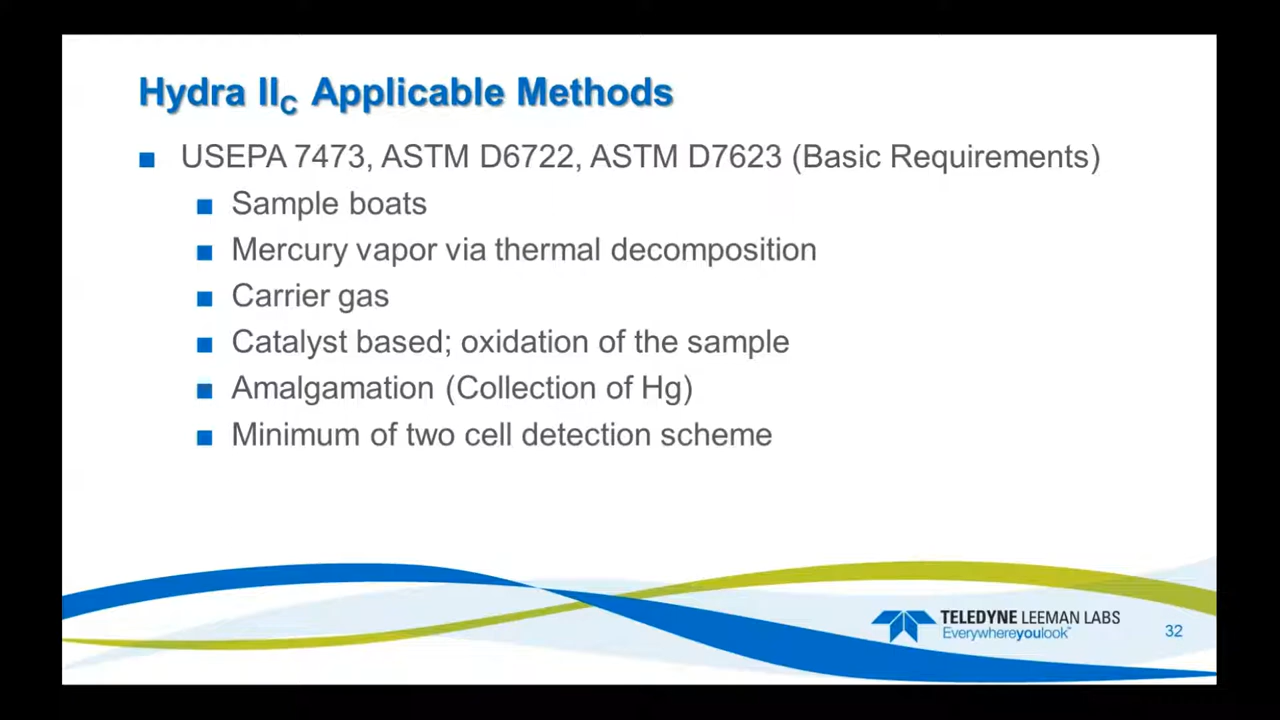 Hydra IIC Applicable Methods
USEPA 7473, ASTM D6722, ASTM D7623 (Basic Requirements)
Sample boats
Mercury vapor via thermal decomposition
Carrier gas
Catalyst based; oxidation of the sample
Amalgamation (Collection of Hg)
Minimum of two cell detection scheme
TELEDYNE LEEMAN LABS
Everywhereyoulook™
32